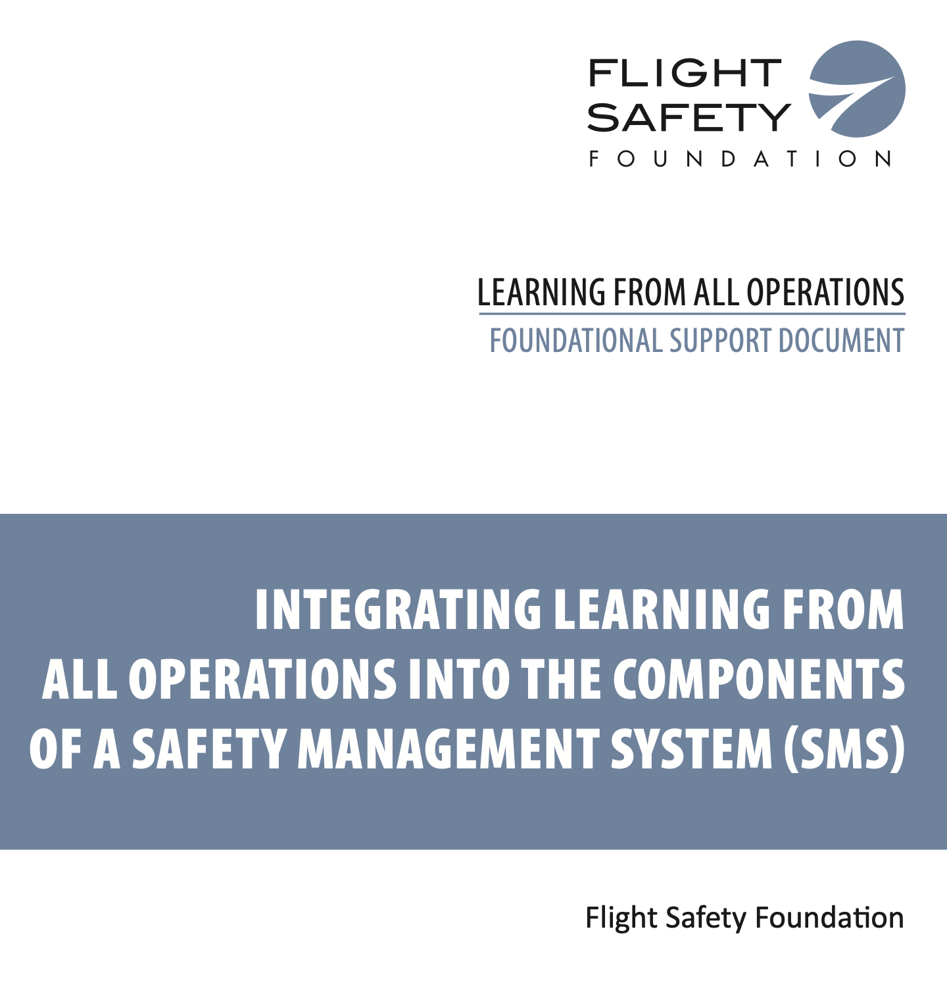 FLIGHT
SAFETY
FOUNDATION
LEARNING FROM ALL OPERATIONS
FOUNDATIONAL SUPPORT DOCUMENT
INTEGRATING LEARNING FROM
ALL OPERATIONS INTO THE COMPONENTS
OF A SAFETY MANAGEMENT SYSTEM (SMS)
Flight Safety Foundation